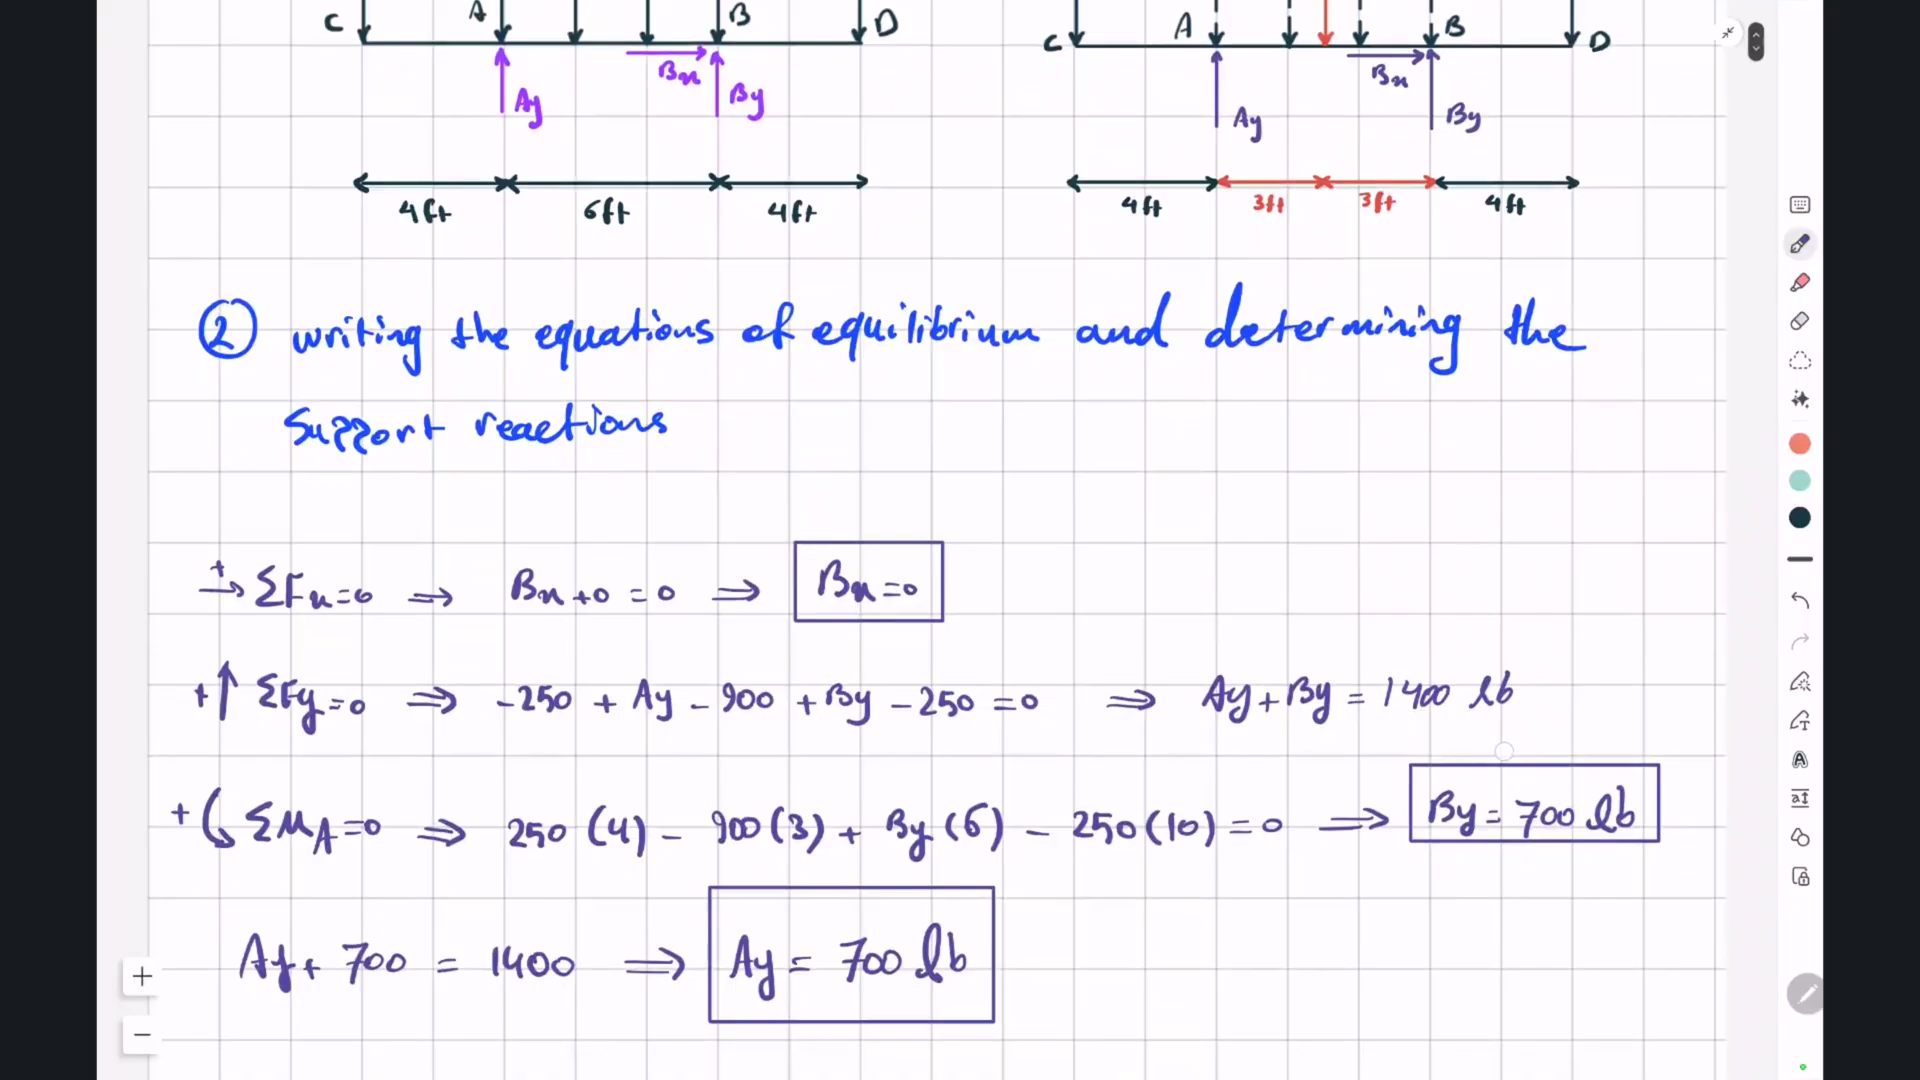 C A B D C A B D
Bx Bx
Ay By Ay By
4ft 6ft 4ft 4ft 3ft 3ft 4ft
② writing the equations of equilibrium and determining the
support reactions
+→ ΣFx=0 ⇒ Bx+0=0 ⇒ Bx=0
+↑ ΣFy=0 ⇒ -250 + Ay - 900 + By - 250 = 0 ⇒ Ay+By = 1400 lb
+ ΣMA=0 ⇒ 250 (4) - 900(3) + By(6) - 250(10) = 0 ⇒ By = 700 lb
Ay + 700 = 1400 ⇒ Ay = 700 lb